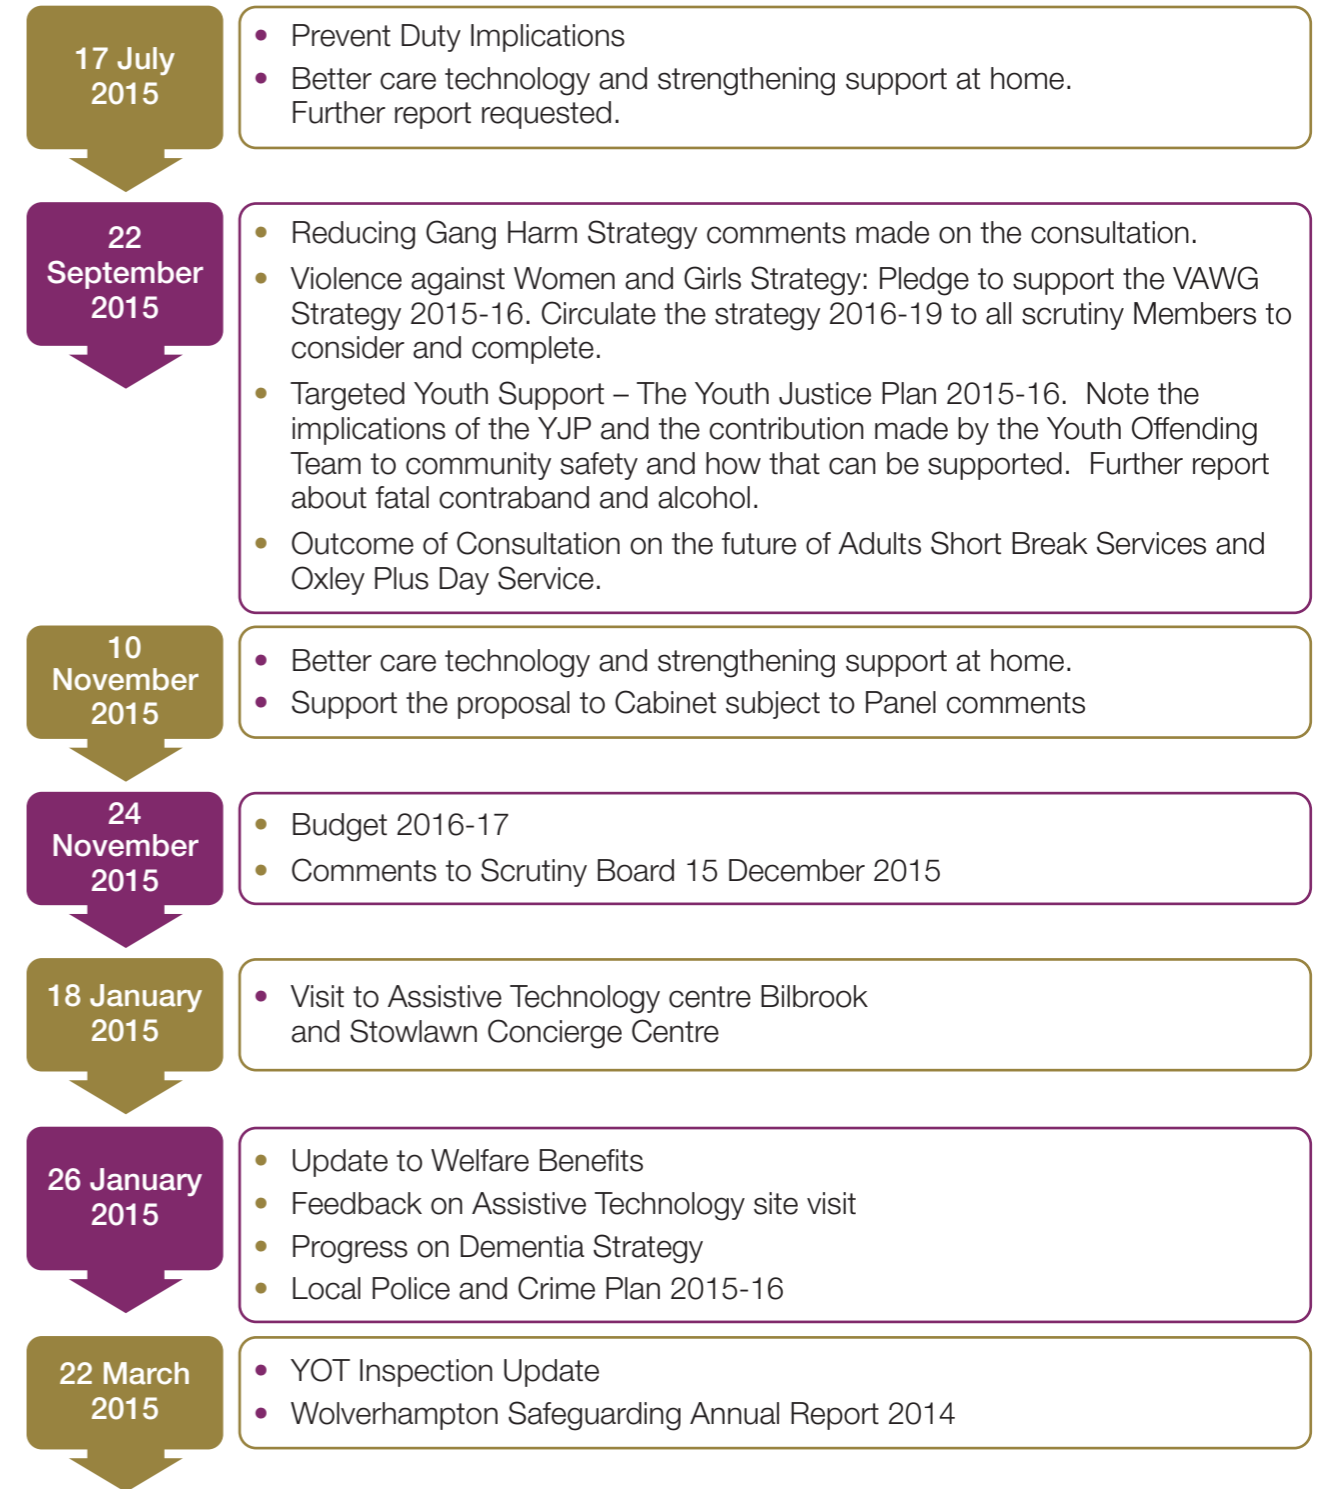 17 July
2015
• Prevent Duty Implications
• Better care technology and strengthening support at home.
Further report requested.
22
September
2015
• Reducing Gang Harm Strategy comments made on the consultation.
• Violence against Women and Girls Strategy: Pledge to support the VAWG
Strategy 2015-16. Circulate the strategy 2016-19 to all scrutiny Members to
consider and complete.
• Targeted Youth Support – The Youth Justice Plan 2015-16.  Note the
implications of the YJP and the contribution made by the Youth Offending
Team to community safety and how that can be supported.  Further report
about fatal contraband and alcohol.
• Outcome of Consultation on the future of Adults Short Break Services and
Oxley Plus Day Service.
10
November
2015
• Better care technology and strengthening support at home.
• Support the proposal to Cabinet subject to Panel comments
24
November
2015
• Budget 2016-17
• Comments to Scrutiny Board 15 December 2015
18 January
2015
• Visit to Assistive Technology centre Bilbrook
and Stowlawn Concierge Centre
26 January
2015
• Update to Welfare Benefits
• Feedback on Assistive Technology site visit
• Progress on Dementia Strategy
• Local Police and Crime Plan 2015-16
22 March
2015
• YOT Inspection Update
• Wolverhampton Safeguarding Annual Report 2014